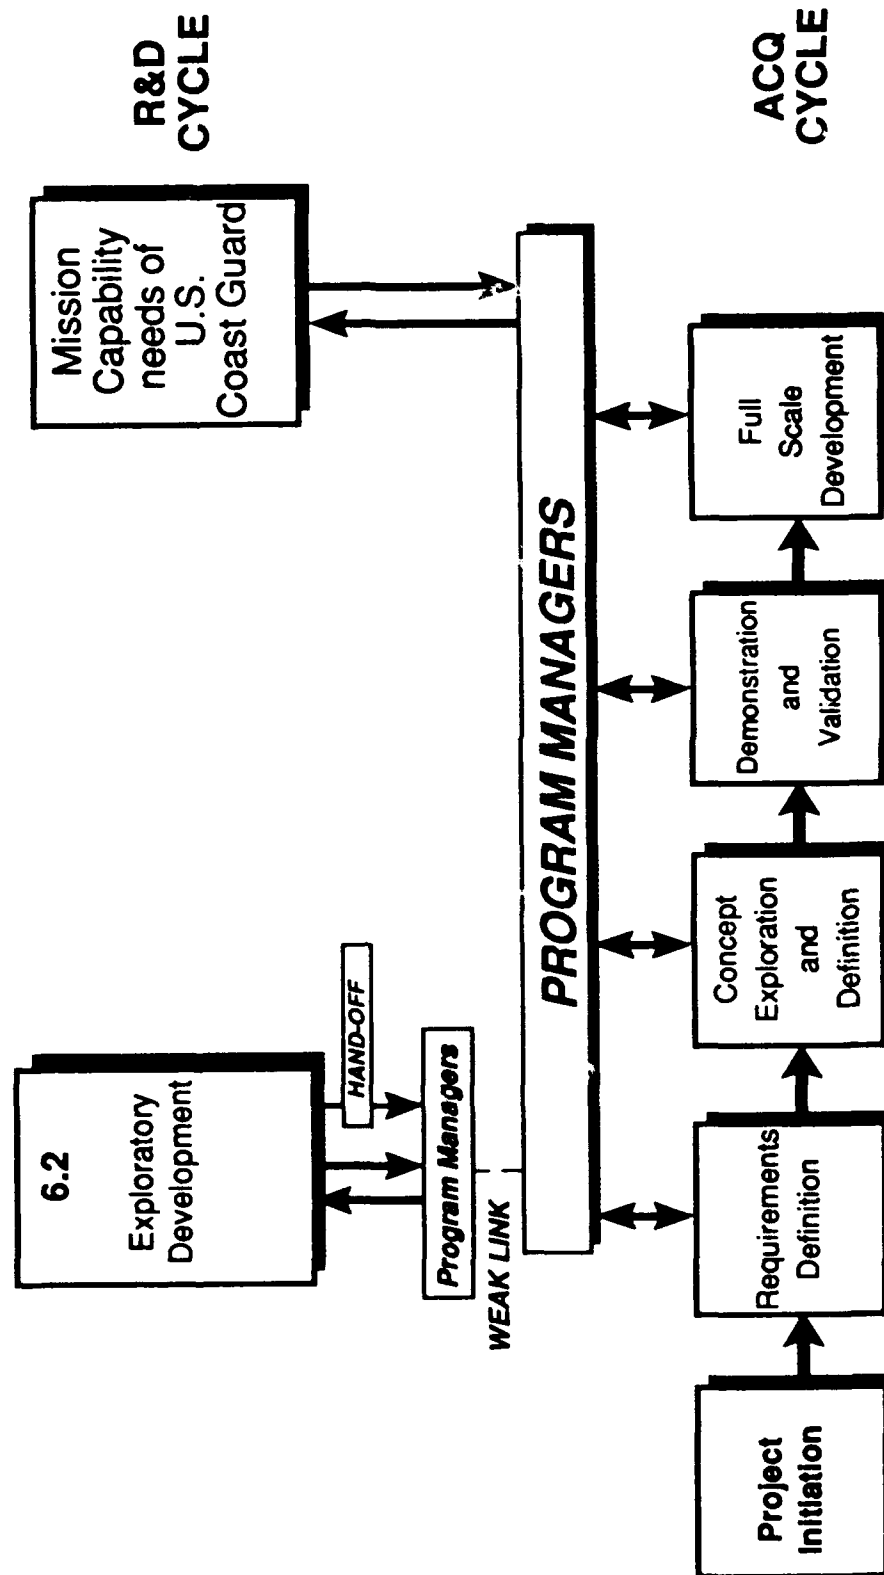 6.2
Exploratory
Development
Mission
Capability
needs of
U.S.
Coast Guard
R&D
CYCLE
HAND-OFF
Program Managers
WEAK LINK
PROGRAM MANAGERS
Project
Initiation
Requirements
Definition
Concept
Exploration
and
Definition
Demonstration
and
Validation
Full
Scale
Development
ACQ
CYCLE